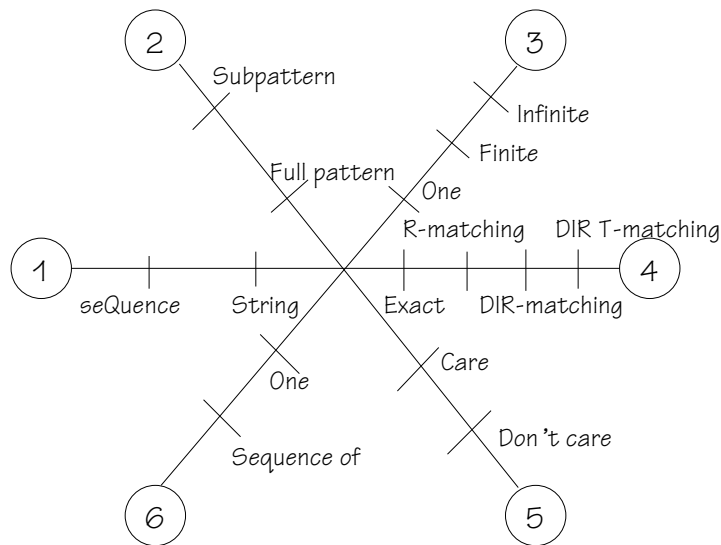 2
3
Subpattern
Infinite
Finite
Full pattern
One
R-matching
DIR T-matching
1
4
seQuence
String
Exact
DIR-matching
Care
One
Don't care
Sequence of
6
5